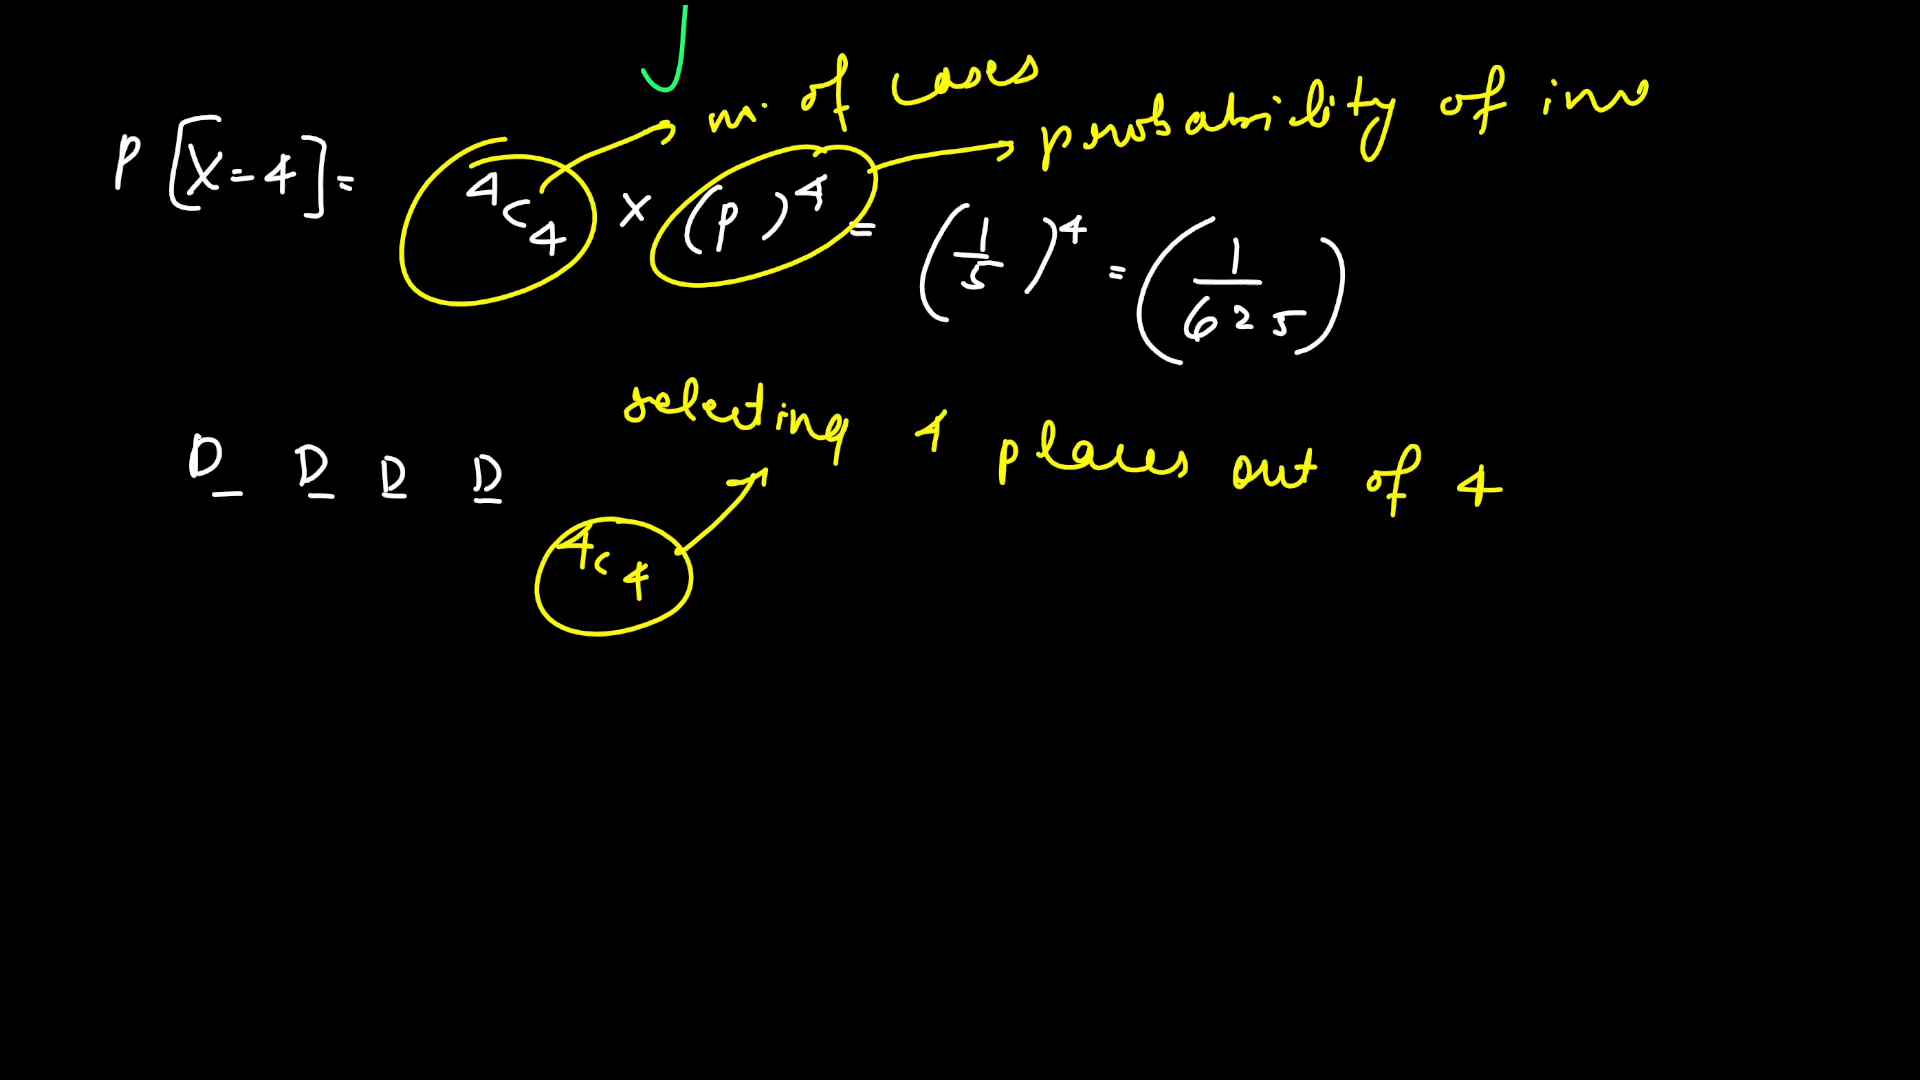 n. of cases
probability of inv
P[X=4] = ⁴C₄ × (P)⁴ = (1/5)⁴ = (1/625)
selecting 4 places out of 4
D D D D
⁴C₄